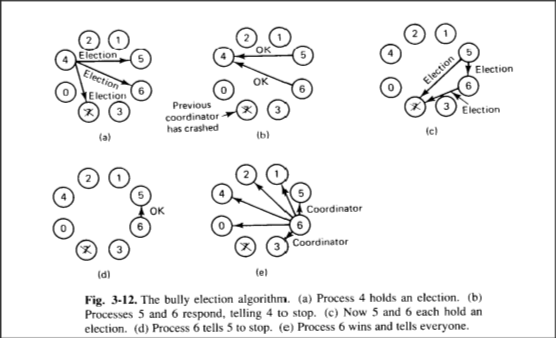 2 1
4 Election 5
Election
0 Election 6
7 3
(a)
2 1
4 OK 5
OK
0 6
Previous
coordinator
has crashed
7 3
(b)
2 1
4 5
Election
Election
0 6
7 3
Election
(c)
2 1
4 5
OK
0 6
7 3
(d)
2 1
4 5
Coordinator
0 6
7 3 Coordinator
(e)
Fig. 3-12. The bully election algorithm. (a) Process 4 holds an election. (b)
Processes 5 and 6 respond, telling 4 to stop. (c) Now 5 and 6 each hold an
election. (d) Process 6 tells 5 to stop. (e) Process 6 wins and tells everyone.